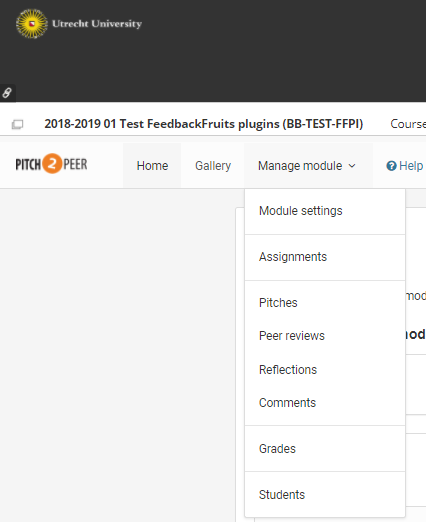 Utrecht University
2018-2019 01 Test FeedbackFruits plugins (BB-TEST-FFPI) Course
PITCH 2 PEER Home Gallery Manage module Help
Module settings
Assignments
Pitches
mod
Peer reviews
od
Reflections
Comments
Grades
Students